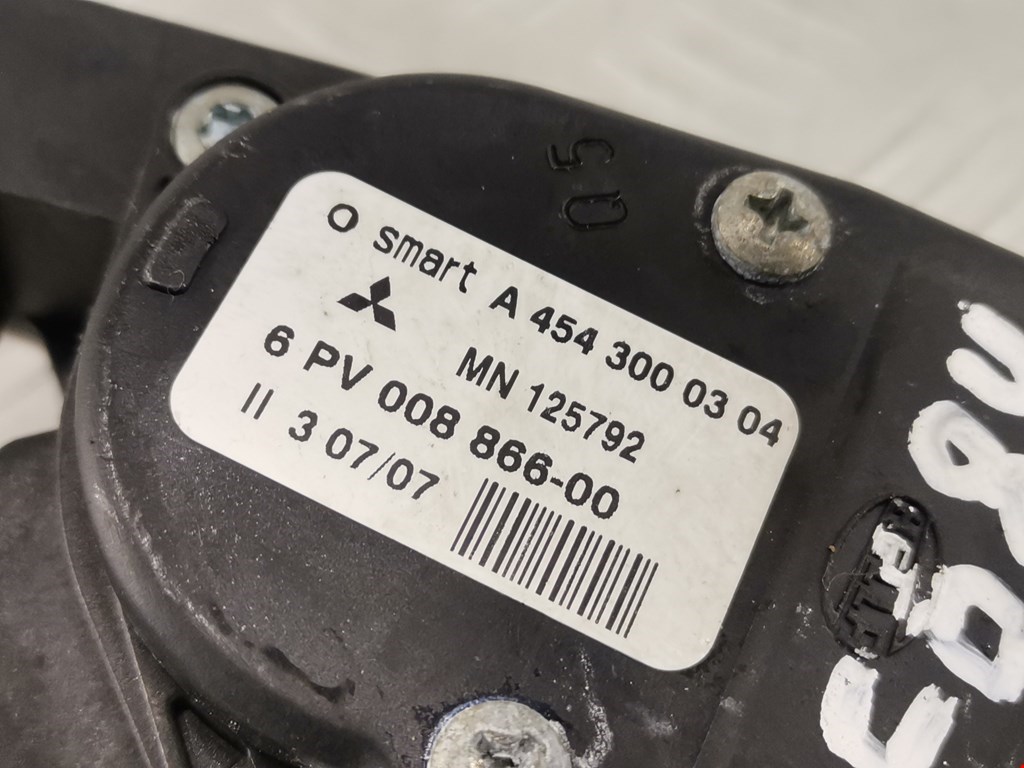 O smart A 454 300 03 04
MN 125792
6 PV 008 866-00
II 3 07/07
05